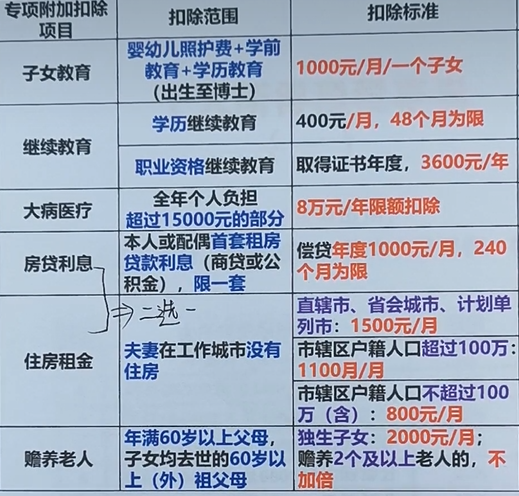 专项附加扣除
项目
扣除范围
扣除标准
子女教育
婴幼儿照护费+学前
教育+学历教育
（出生至博士）
1000元/月/一个子女
继续教育
学历继续教育
400元/月，48个月为限
职业资格继续教育
取得证书年度，3600元/年
大病医疗
全年个人负担
超过15000元的部分
8万元/年限额扣除
房贷利息
本人或配偶首套租房
贷款利息（商贷或公
积金），限一套
偿贷年度1000元/月，240
个月为限
⇒二选一
住房租金
夫妻在工作城市没有
住房
直辖市、省会城市、计划单
列市：1500元/月
市辖区户籍人口超过100万：
1100月/月
市辖区户籍人口不超过100
万（含）：800元/月
赡养老人
年满60岁以上父母，
子女均去世的60岁以
上（外）祖父母
独生子女：2000元/月；
赡养2个及以上老人的，不
加倍